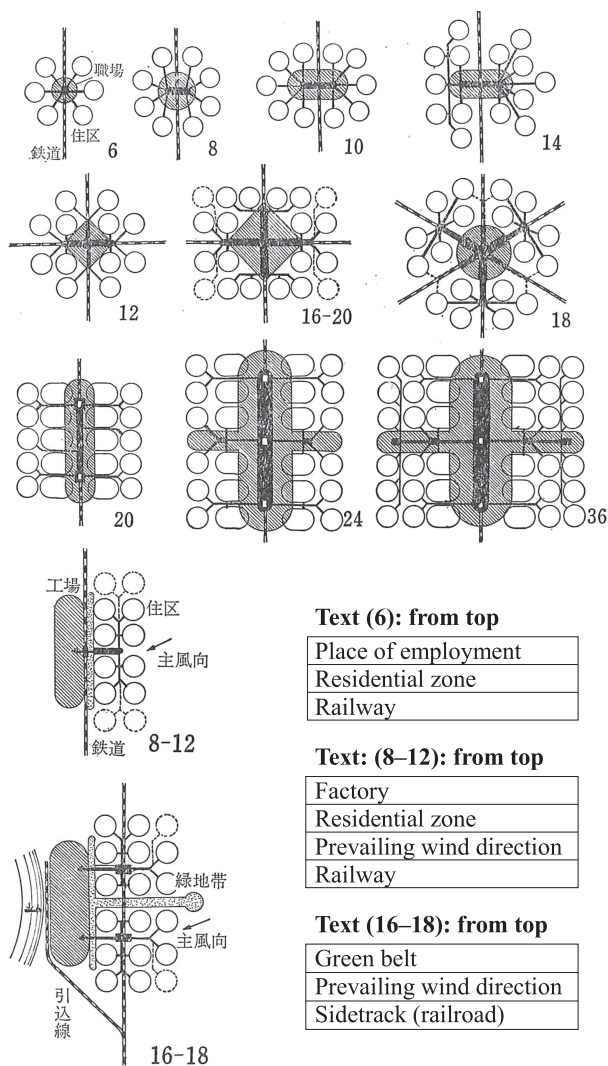 職場
住区
鉄道
6
8
10
14
12
16-20
18
20
24
36
工場
住区
主風向
鉄道
8-12
Text (6): from top
Place of employment
Residential zone
Railway
Text: (8–12): from top
Factory
Residential zone
Prevailing wind direction
Railway
緑地帯
主風向
引込線
16-18
Text (16–18): from top
Green belt
Prevailing wind direction
Sidetrack (railroad)